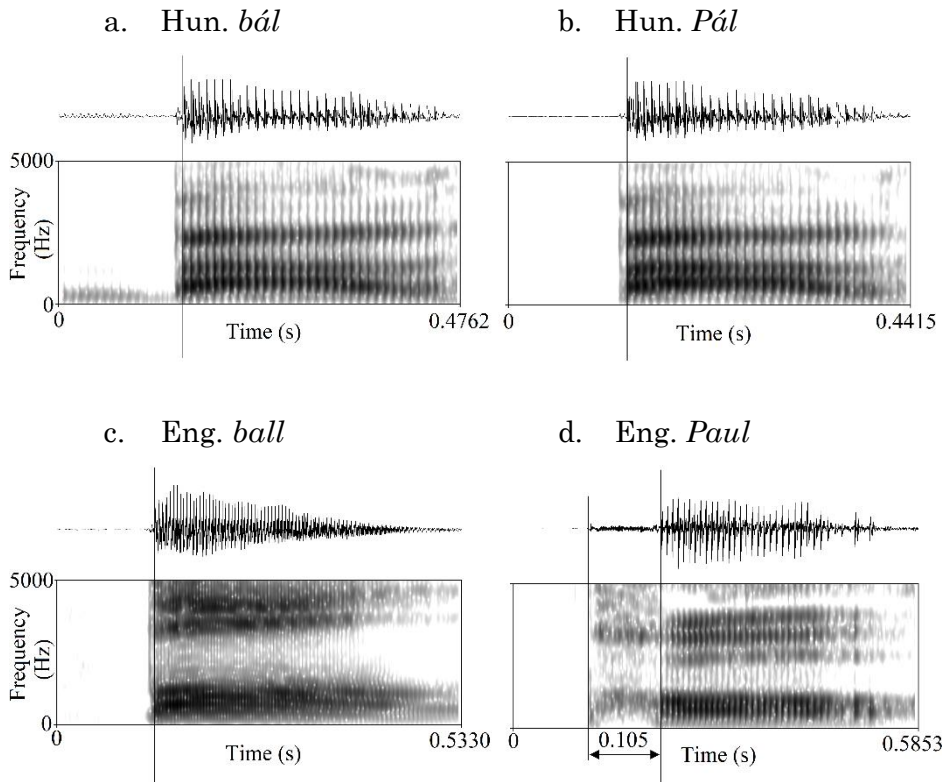 a. Hun. bál
b. Hun. Pál
5000
Frequency
(Hz)
0
0
Time (s)
0.4762
0
Time (s)
0.4415
c. Eng. ball
d. Eng. Paul
5000
Frequency
(Hz)
0
0
Time (s)
0.5330
0
0.105
Time (s)
0.5853